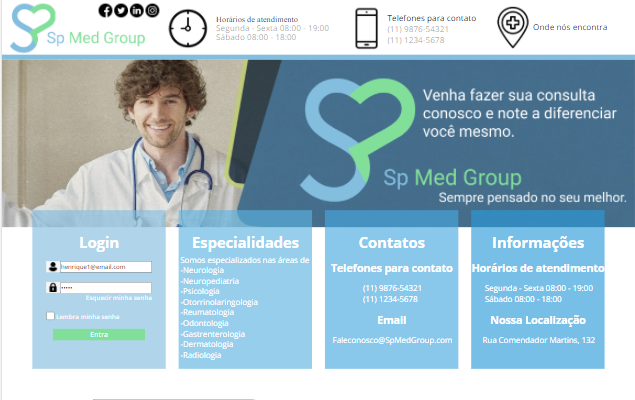 Sp Med Group
Horários de atendimento
Segunda - Sexta 08:00 - 19:00
Sábado 08:00 - 18:00
Telefones para contato
(11) 9876-54321
(11) 1234-5678
Onde nós encontra
Venha fazer sua consulta
conosco e note a diferenciar
você mesmo.
Sp Med Group
Sempre pensado no seu melhor.
Login
henrique1@email.com
•••••
Esquecir minha senha
Lembra minha senha
Entra
Especialidades
Somos especializados nas áreas de
-Neurologia
-Neuropediatria
-Psicologia
-Otorrinolaringologia
-Reumatologia
-Odontologia
-Gastrenterologia
-Dermatologia
-Radiologia
Contatos
Telefones para contato
(11) 9876-54321
(11) 1234-5678
Email
Faleconosco@SpMedGroup.com
Informações
Horários de atendimento
Segunda - Sexta 08:00 - 19:00
Sábado 08:00 - 18:00
Nossa Localização
Rua Comendador Martins, 132